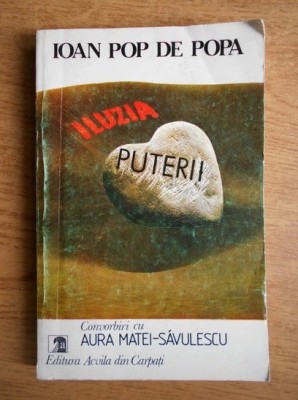 IOAN POP DE POPA
ILUZIA
PUTERII
Convorbiri cu
AURA MATEI-SĂVULESCU
Editura Acvila din Carpați